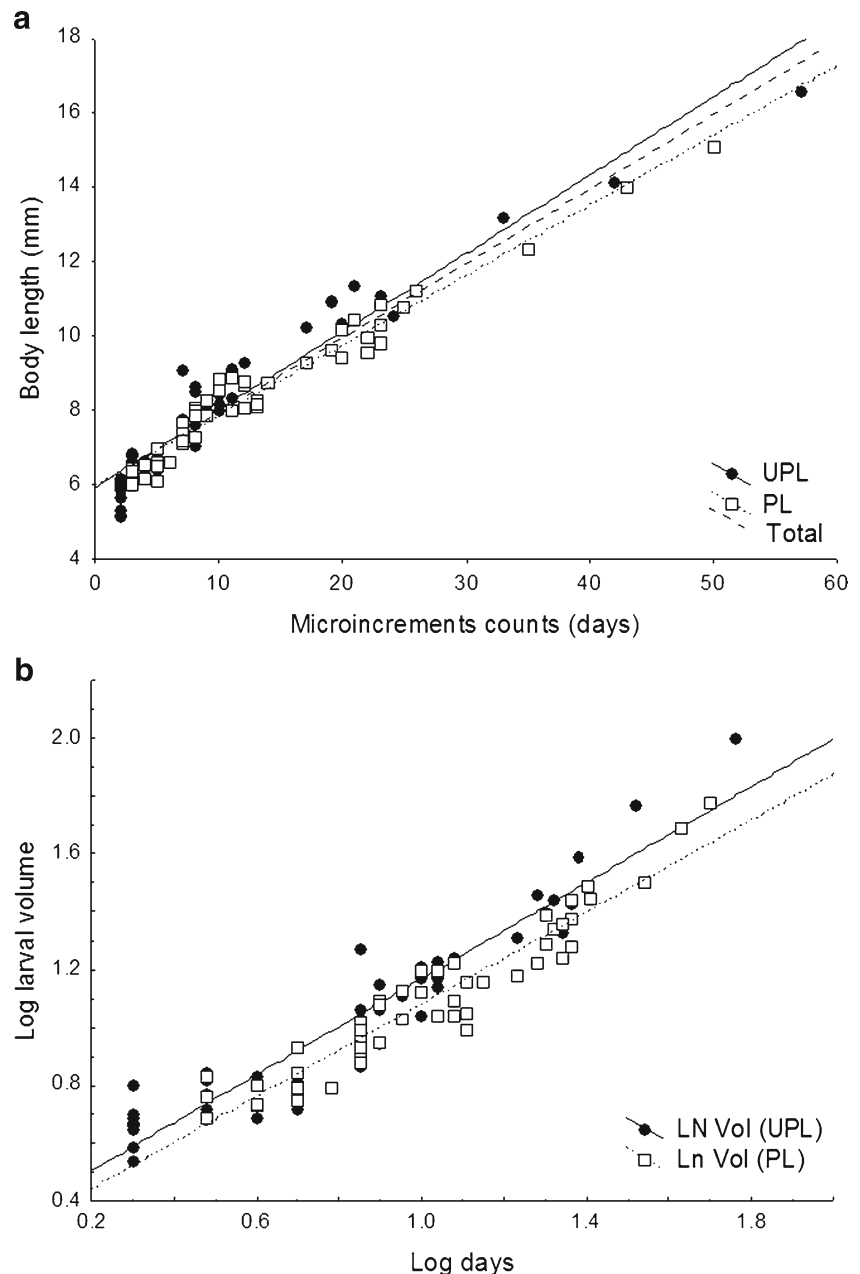 a
18
16
14
12
10
8
6
4
Body length (mm)
UPL
PL
Total
0 10 20 30 40 50 60
Microincrements counts (days)
b
2.0
1.6
1.2
0.8
0.4
Log larval volume
LN Vol (UPL)
Ln Vol (PL)
0.2 0.6 1.0 1.4 1.8
Log days